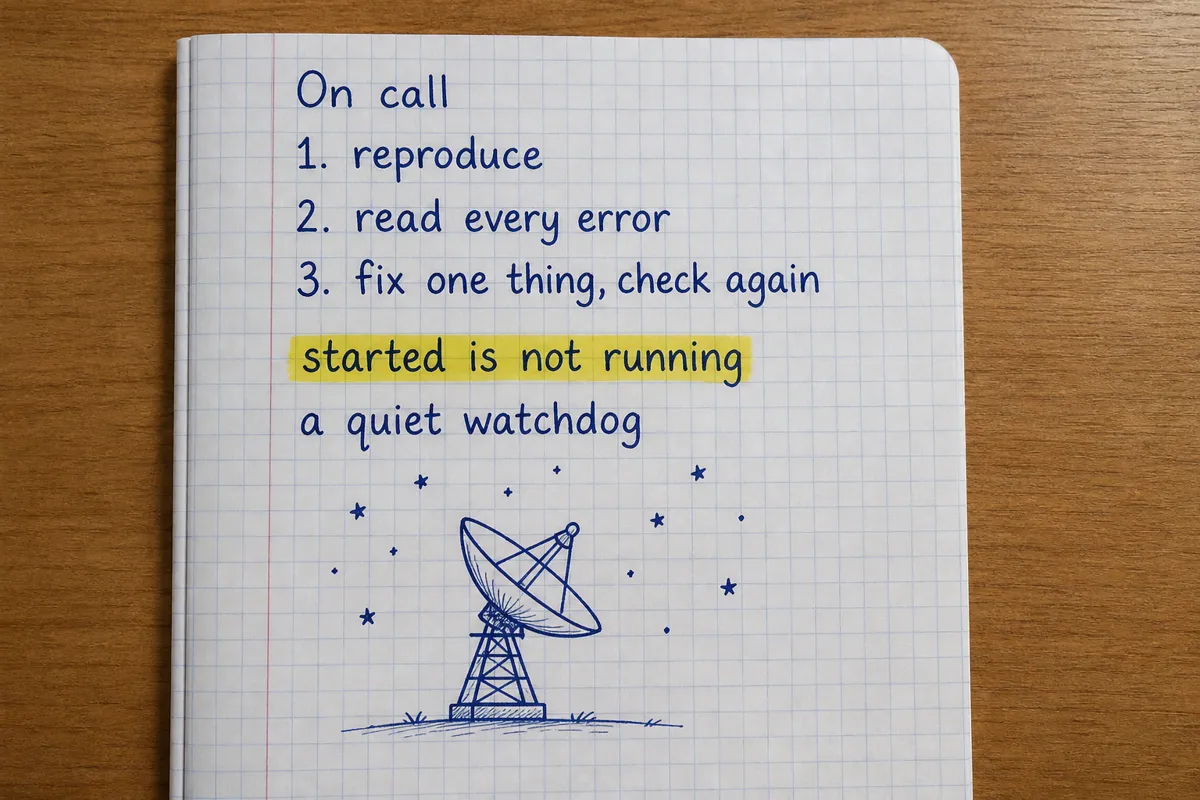 On call
1. reproduce
2. read every error
3. fix one thing, check again
started is not running
a quiet watchdog